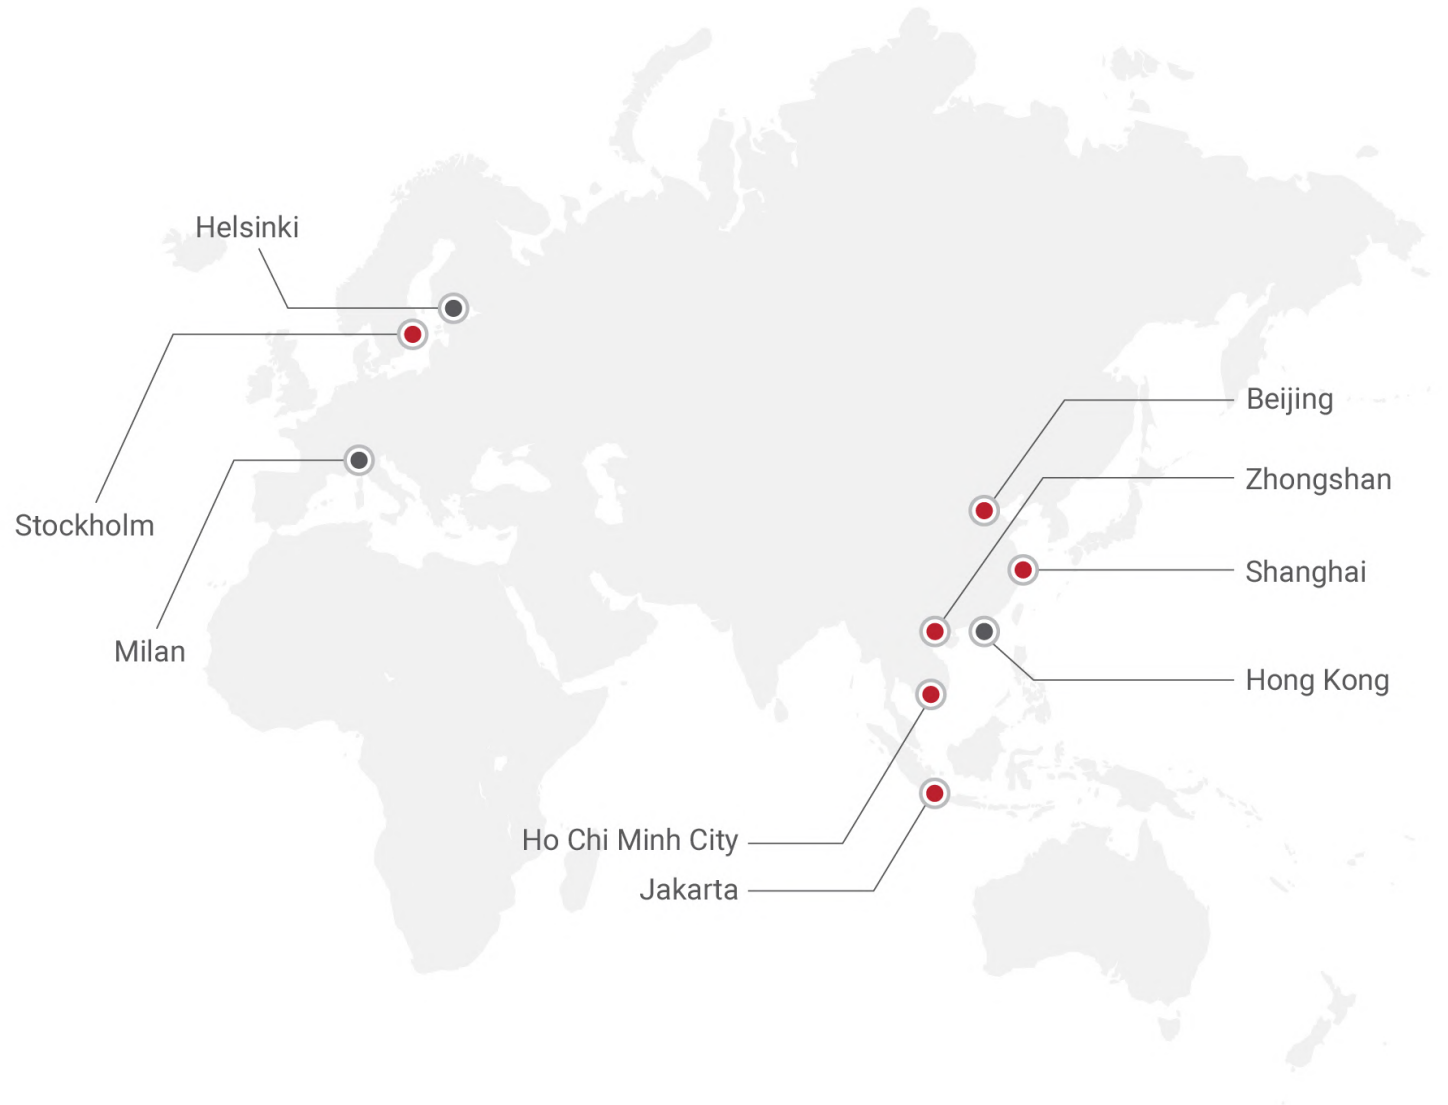 Helsinki
Stockholm
Milan
Beijing
Zhongshan
Shanghai
Hong Kong
Ho Chi Minh City
Jakarta